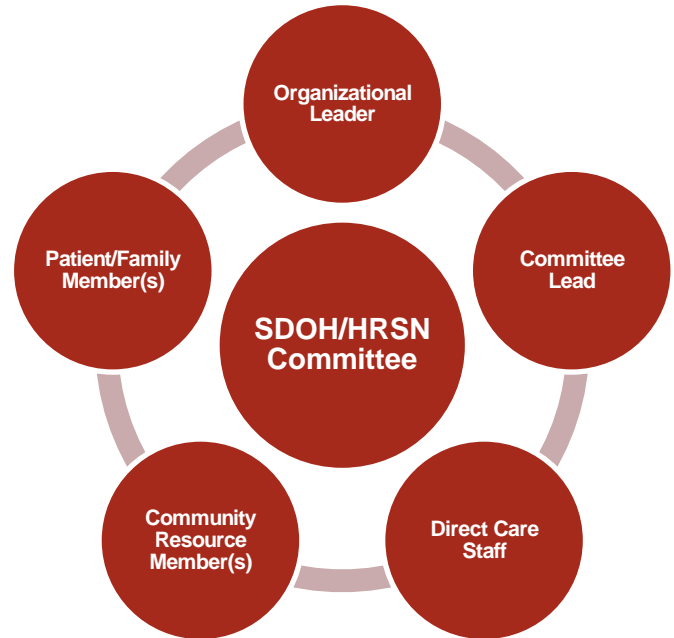 Organizational
Leader
Committee
Lead
Direct Care
Staff
Community
Resource
Member(s)
Patient/Family
Member(s)
SDOH/HRSN
Committee